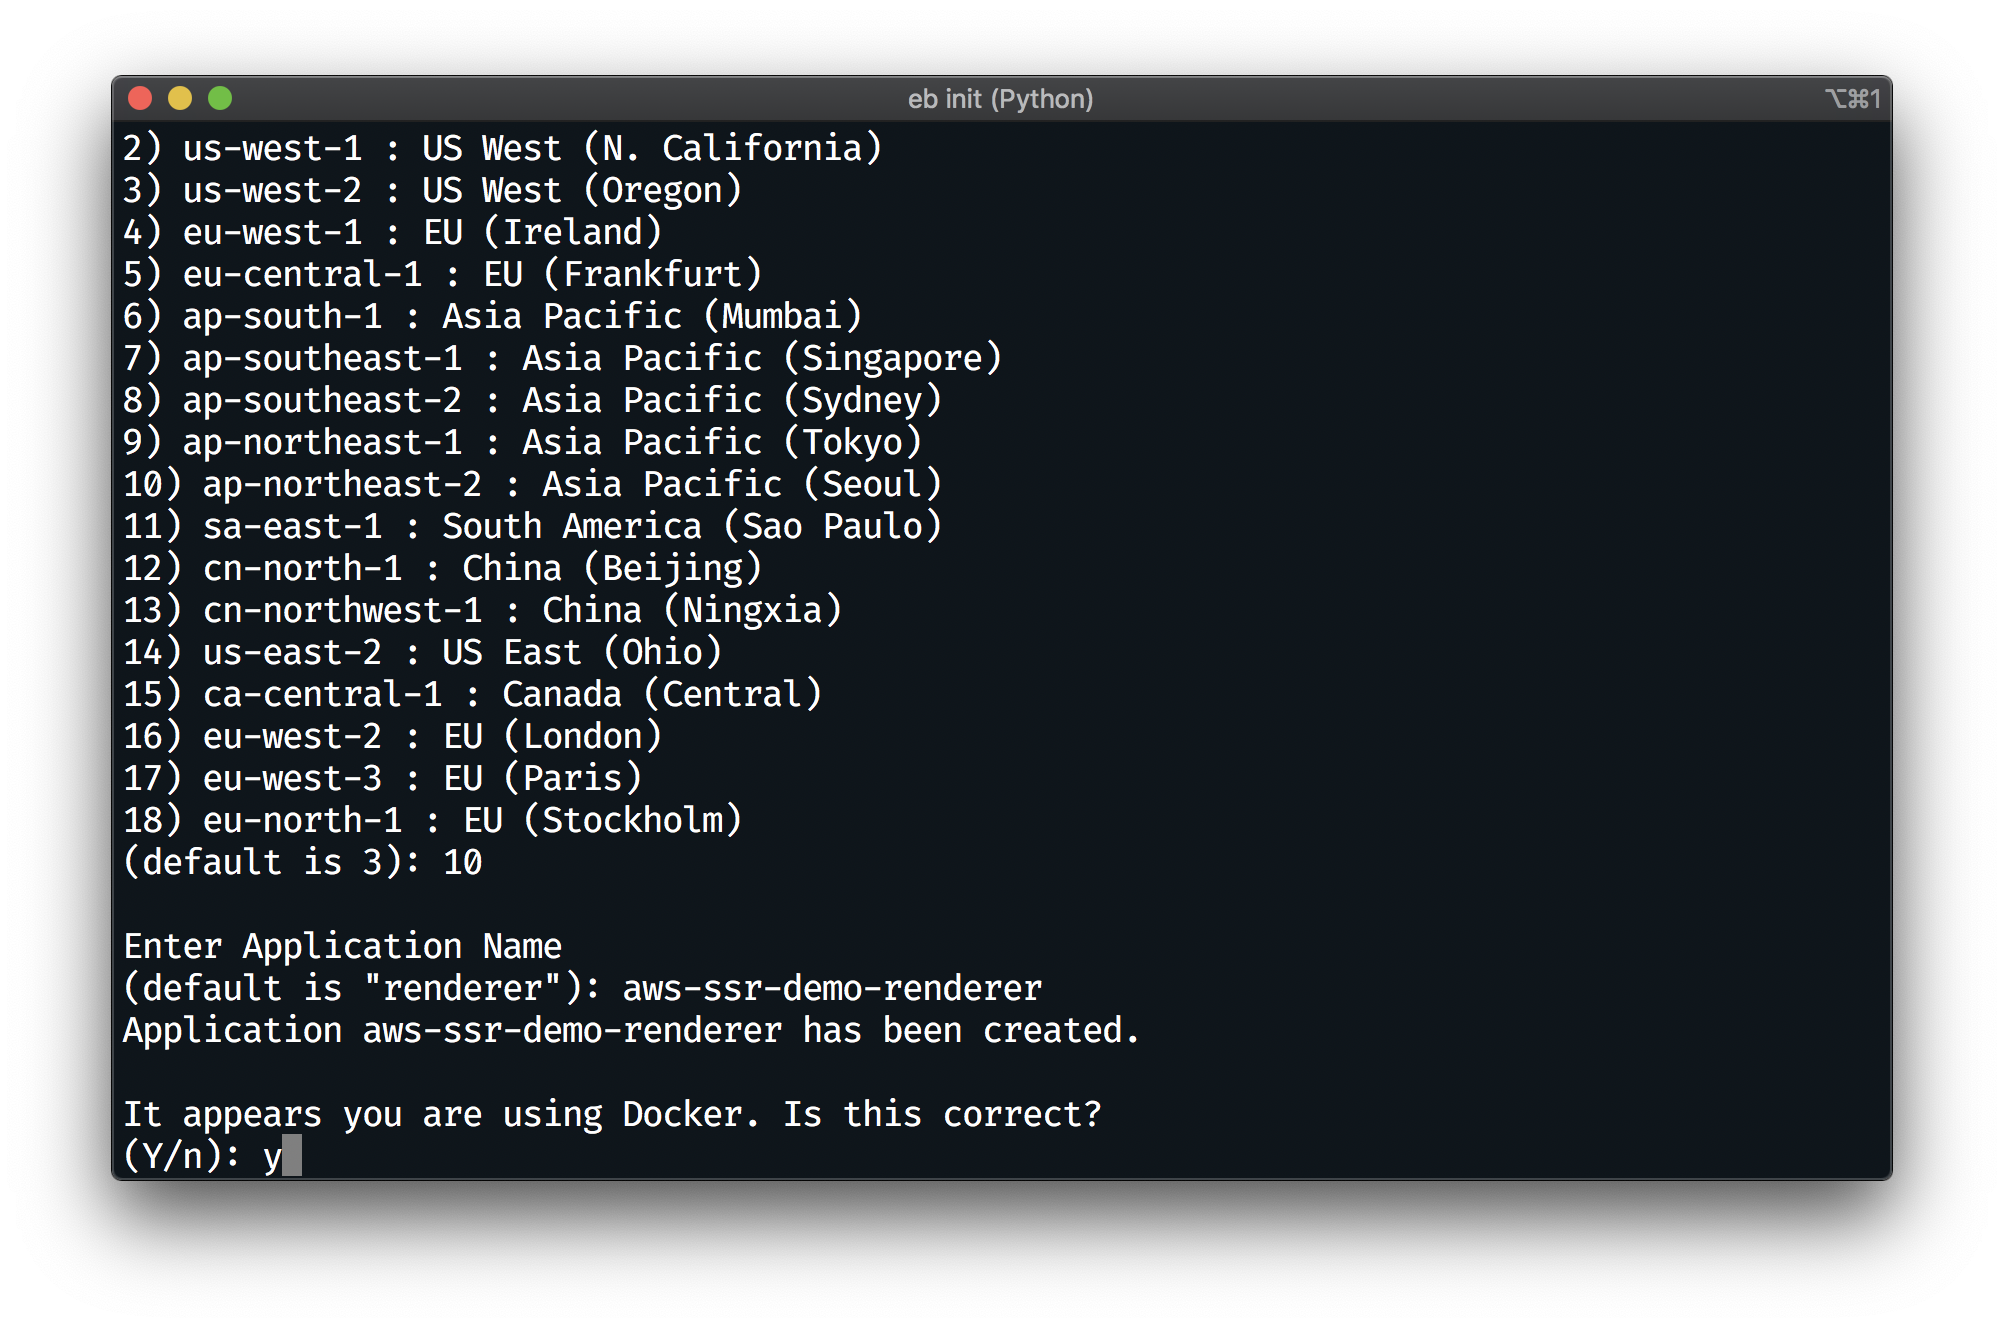 eb init (Python)
⌥⌘1
2) us-west-1 : US West (N. California)
3) us-west-2 : US West (Oregon)
4) eu-west-1 : EU (Ireland)
5) eu-central-1 : EU (Frankfurt)
6) ap-south-1 : Asia Pacific (Mumbai)
7) ap-southeast-1 : Asia Pacific (Singapore)
8) ap-southeast-2 : Asia Pacific (Sydney)
9) ap-northeast-1 : Asia Pacific (Tokyo)
10) ap-northeast-2 : Asia Pacific (Seoul)
11) sa-east-1 : South America (Sao Paulo)
12) cn-north-1 : China (Beijing)
13) cn-northwest-1 : China (Ningxia)
14) us-east-2 : US East (Ohio)
15) ca-central-1 : Canada (Central)
16) eu-west-2 : EU (London)
17) eu-west-3 : EU (Paris)
18) eu-north-1 : EU (Stockholm)
(default is 3): 10
Enter Application Name
(default is "renderer"): aws-ssr-demo-renderer
Application aws-ssr-demo-renderer has been created.
It appears you are using Docker. Is this correct?
(Y/n): y